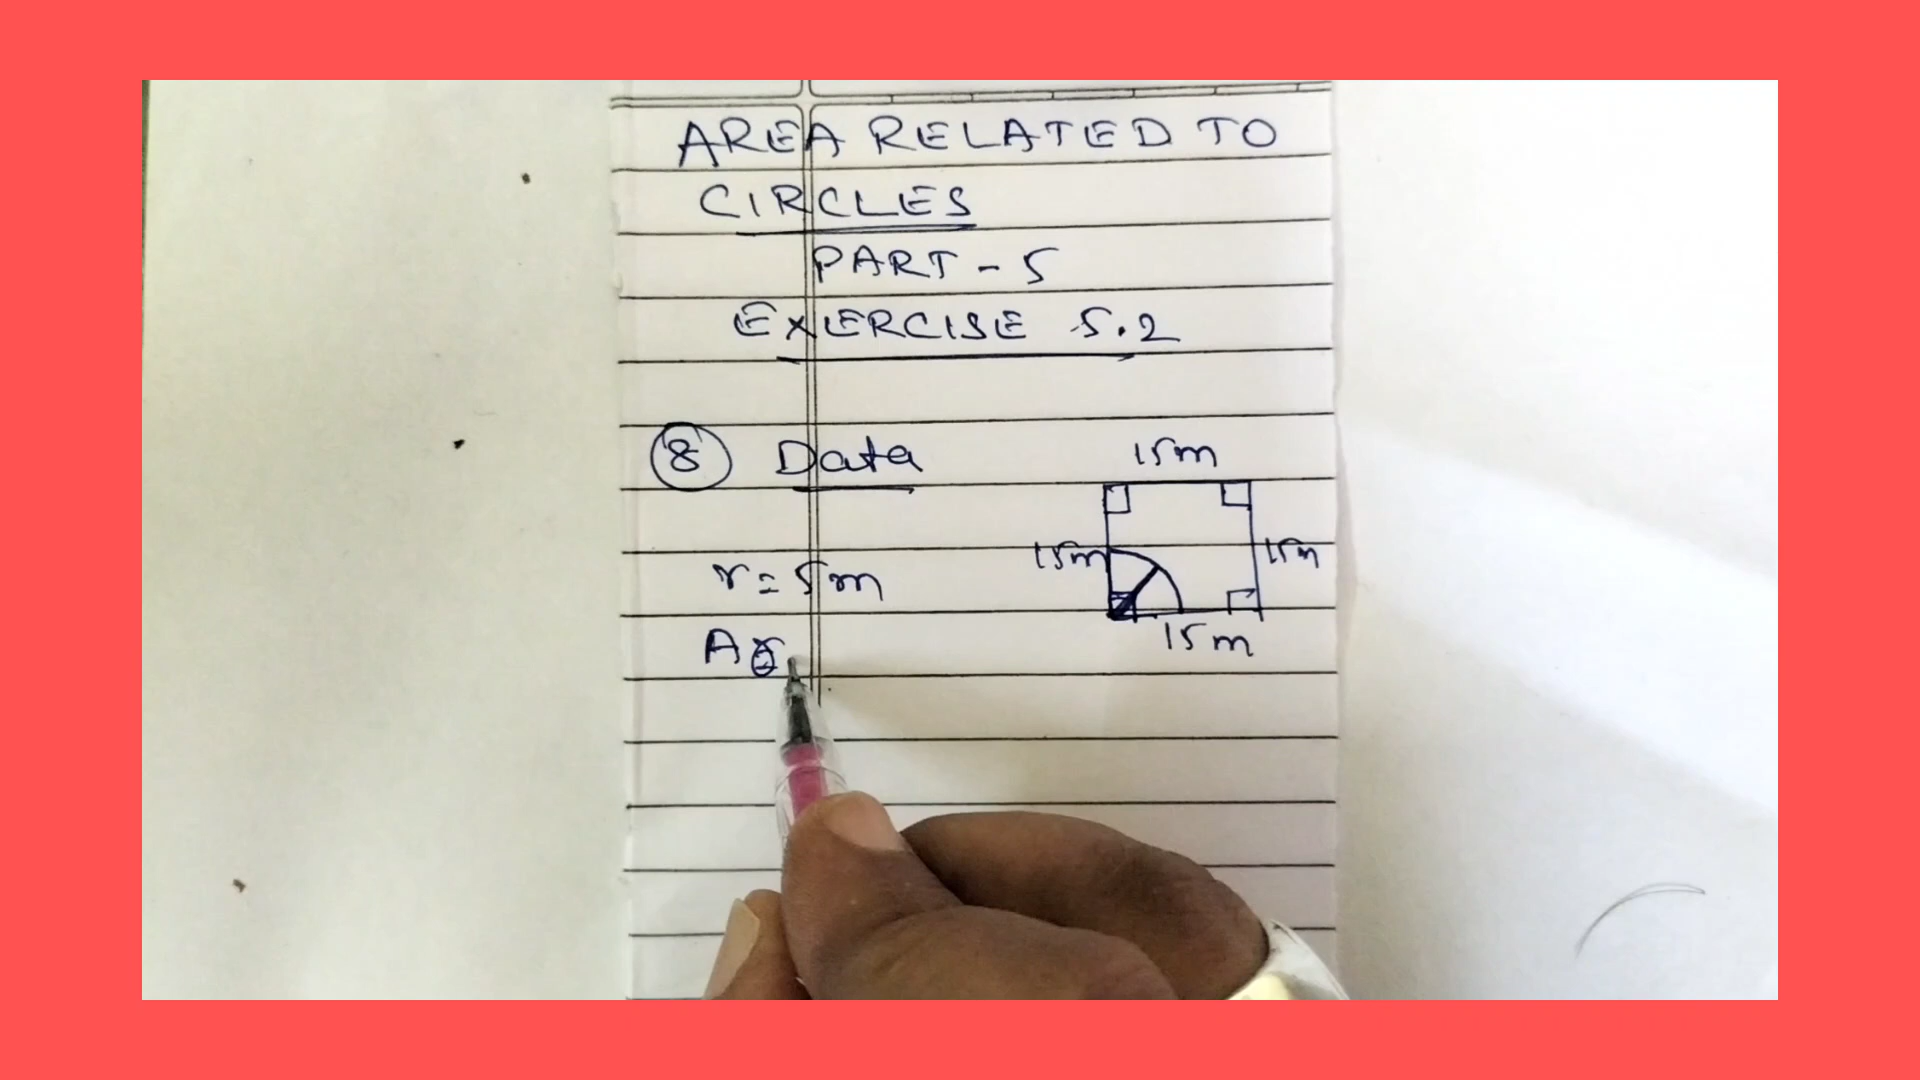 AREA RELATED TO
CIRCLES
PART - 5
EXERCISE 5.2
8 Data
15m
15m
15m
r = 5m
15m
A